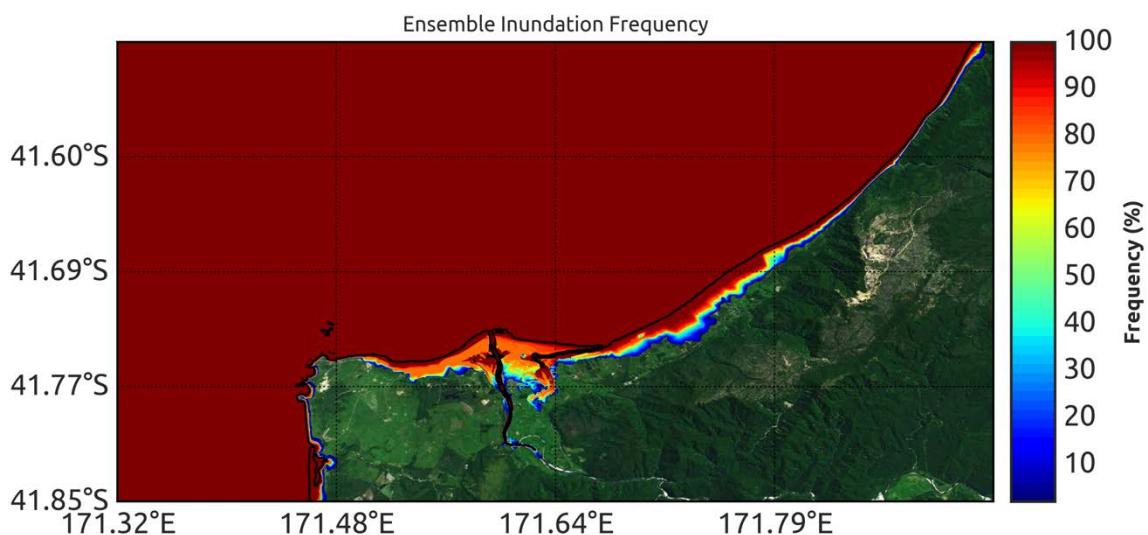 Ensemble Inundation Frequency
41.60°S
41.69°S
41.77°S
41.85°S
171.32°E
171.48°E
171.64°E
171.79°E
100
90
80
70
60
50
40
30
20
10
Frequency (%)